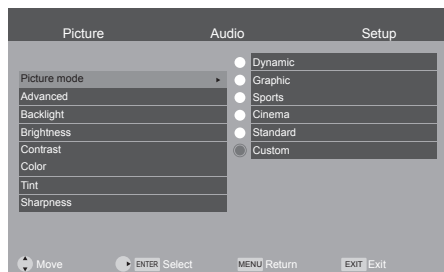 Picture Audio Setup
Picture mode
Advanced
Backlight
Brightness
Contrast
Color
Tint
Sharpness
Dynamic
Graphic
Sports
Cinema
Standard
Custom
Move ENTER Select MENU Return EXIT Exit